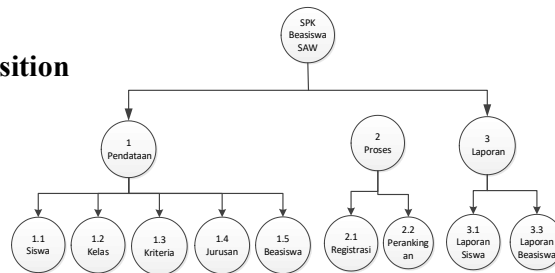 SPK
Beasiswa
SAW
sition
1
Pendataan
2
Proses
3
Laporan
1.1
Siswa
1.2
Kelas
1.3
Kriteria
1.4
Jurusan
1.5
Beasiswa
2.1
Registrasi
2.2
Peranking
an
3.1
Laporan
Siswa
3.3
Laporan
Beasiswa